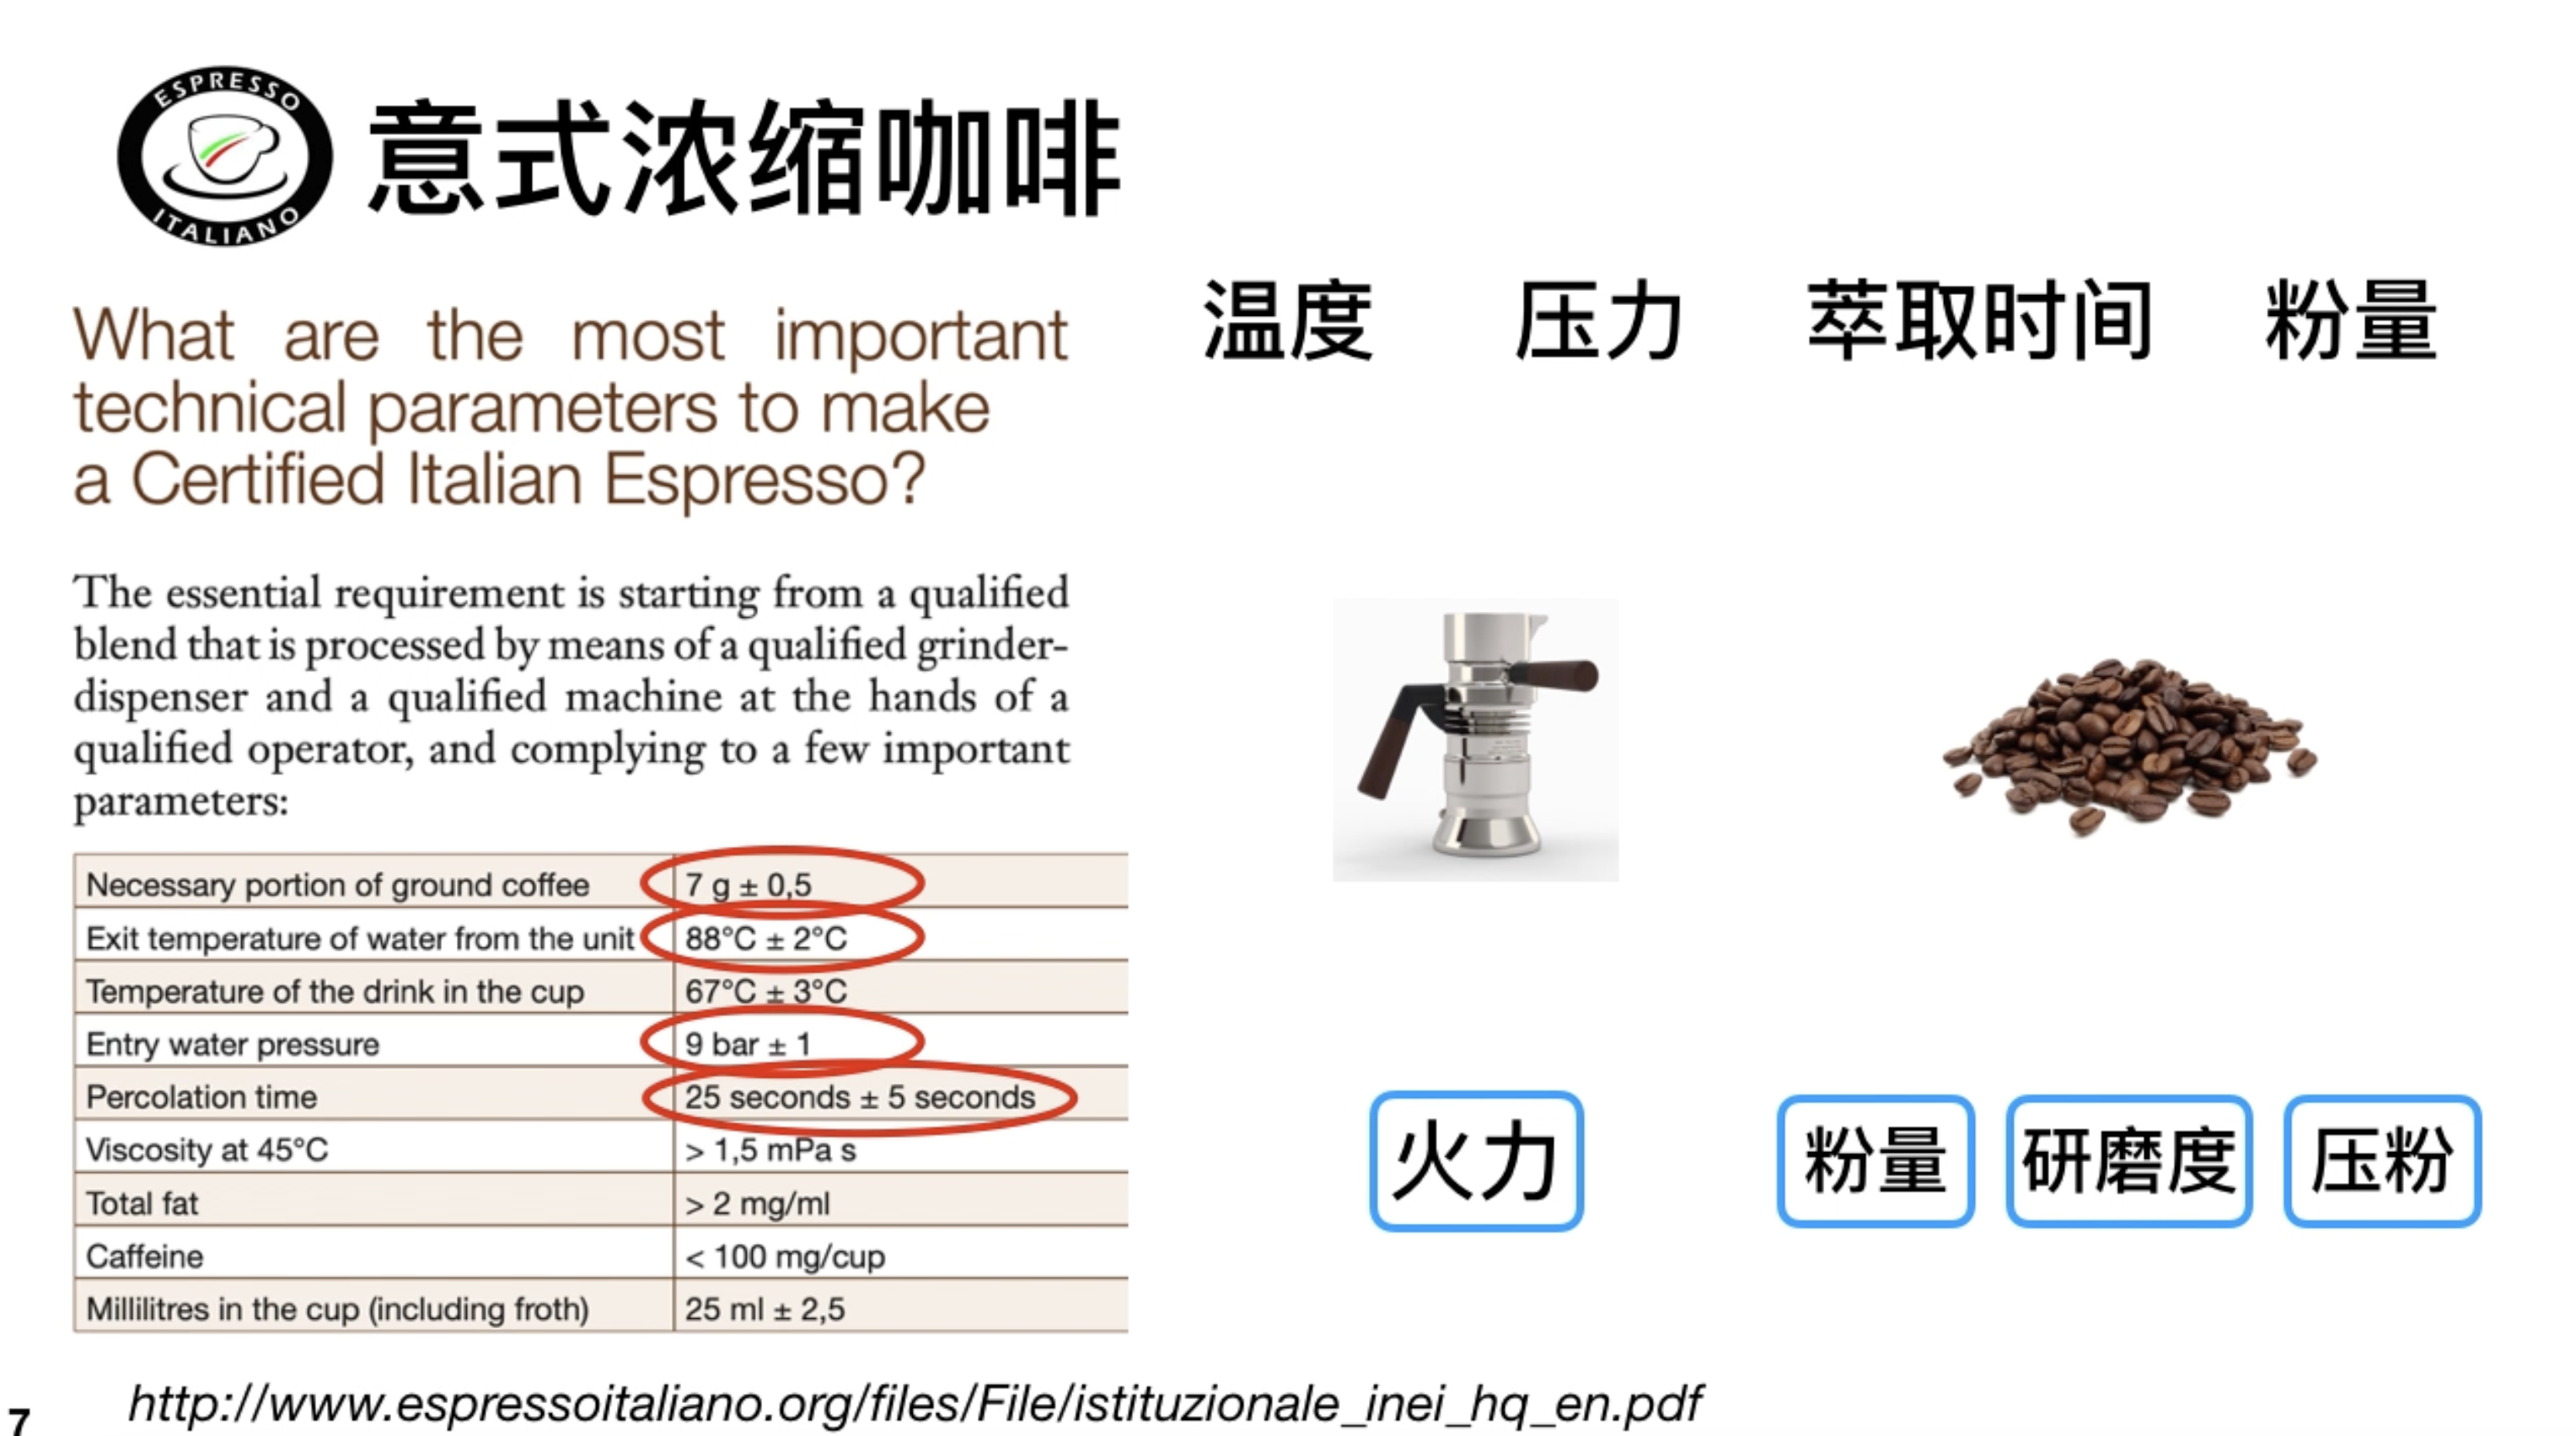 ESPRESSO
ITALIANO
意式浓缩咖啡
What are the most important
technical parameters to make
a Certified Italian Espresso?
The essential requirement is starting from a qualified
blend that is processed by means of a qualified grinder-
dispenser and a qualified machine at the hands of a
qualified operator, and complying to a few important
parameters:
Necessary portion of ground coffee 7 g ± 0,5
Exit temperature of water from the unit 88°C ± 2°C
Temperature of the drink in the cup 67°C ± 3°C
Entry water pressure 9 bar ± 1
Percolation time 25 seconds ± 5 seconds
Viscosity at 45°C > 1,5 mPa s
Total fat > 2 mg/ml
Caffeine < 100 mg/cup
Millilitres in the cup (including froth) 25 ml ± 2,5
温度 压力 萃取时间 粉量
火力 粉量 研磨度 压粉
http://www.espressoitaliano.org/files/File/istituzionale_inei_hq_en.pdf
7